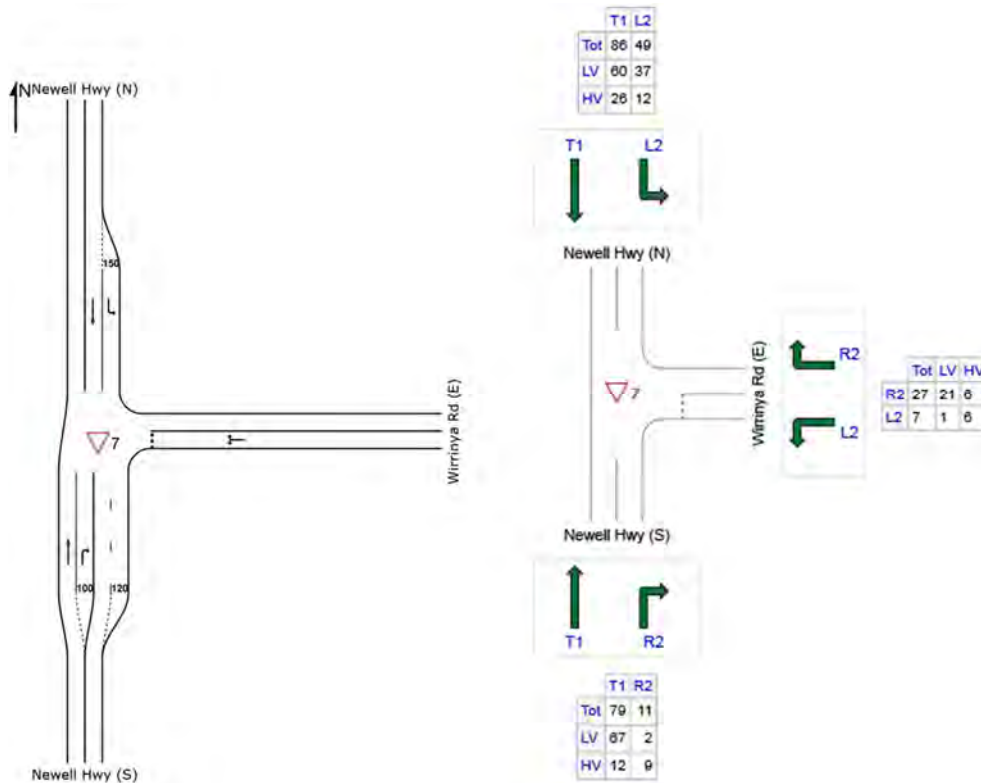 N
Newell Hwy (N)
150
7
Wirrinya Rd (E)
100
120
Newell Hwy (S)
T1 L2
Tot 86 49
LV 60 37
HV 26 12
T1 L2
Newell Hwy (N)
7
Wirrinya Rd (E)
R2
L2
Tot LV HV
R2 27 21 6
L2 7 1 6
Newell Hwy (S)
T1 R2
T1 R2
Tot 79 11
LV 67 2
HV 12 9